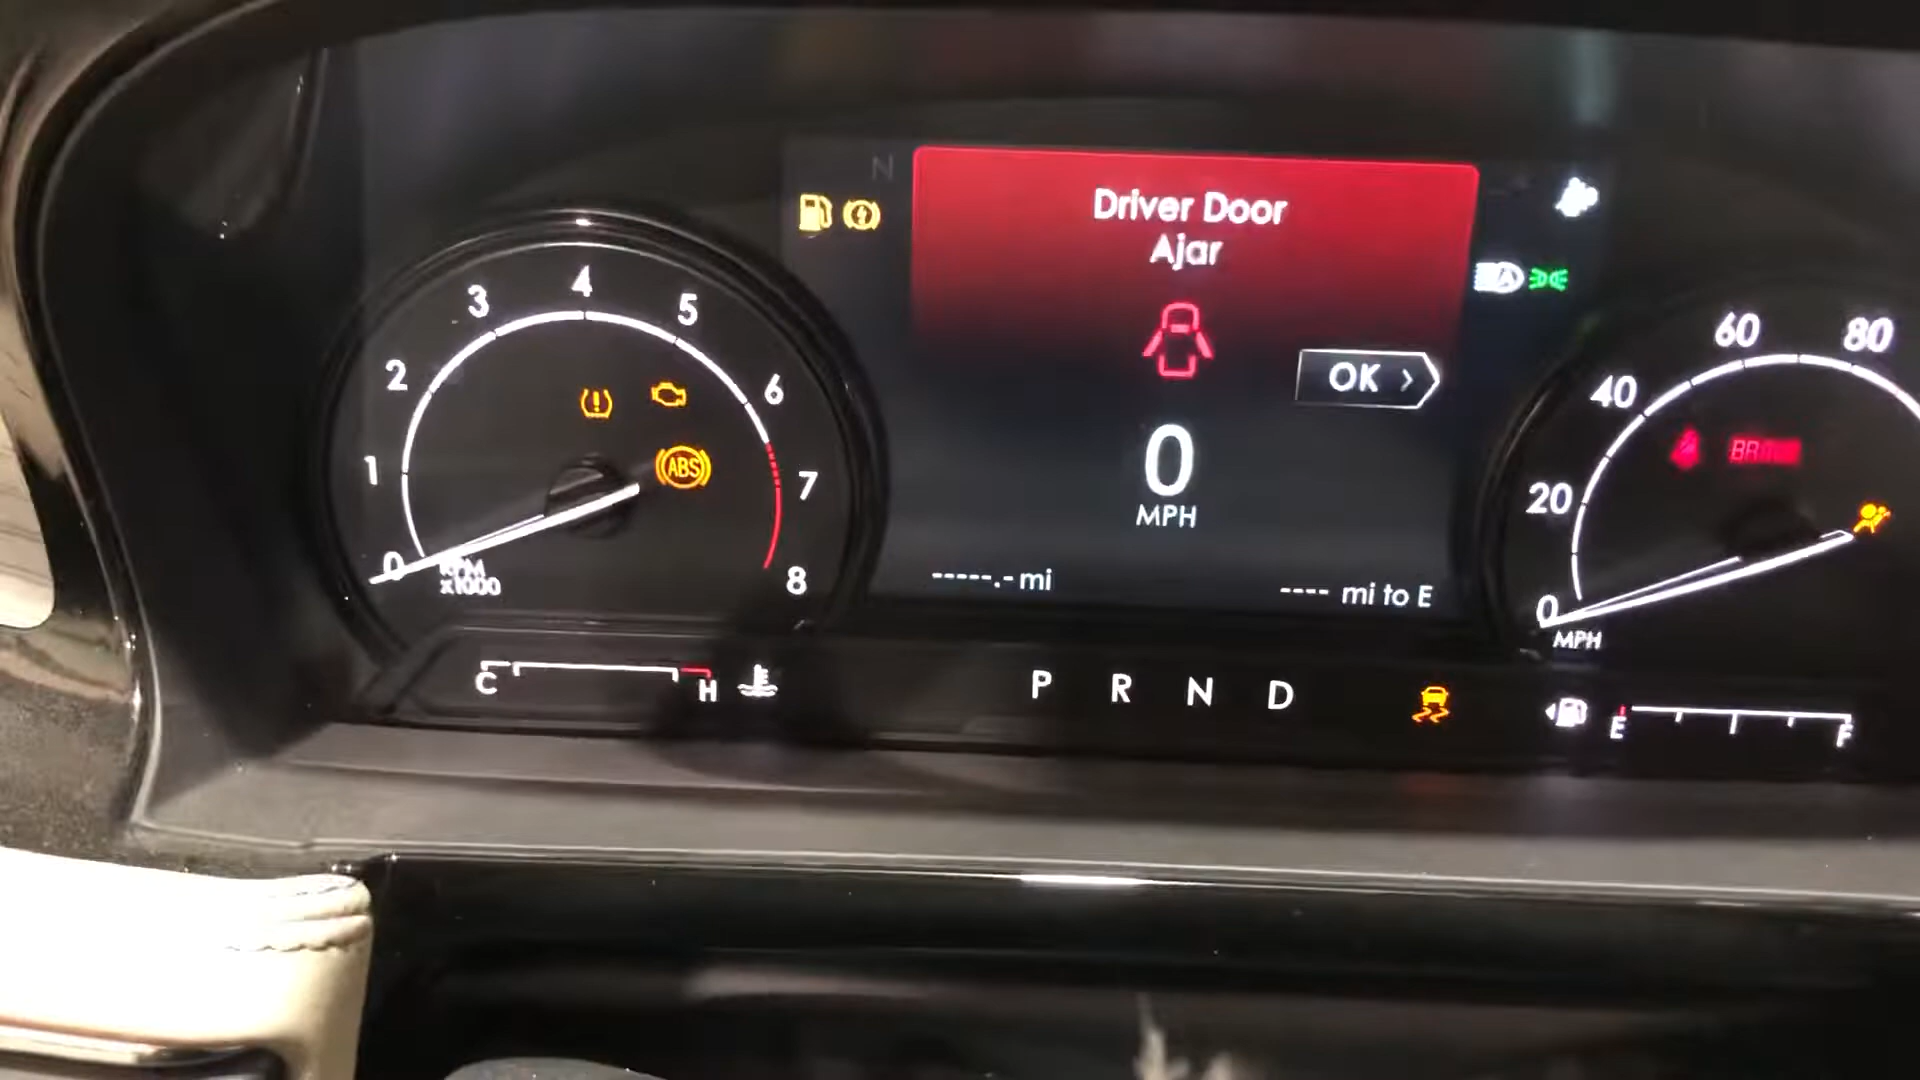 N
Driver Door
Ajar
OK >
0
MPH
-----.- mi
---- mi to E
0
1
2
3
4
5
6
7
8
RPM
x1000
ABS
C
H
P R N D
0
20
40
60
80
MPH
E
F